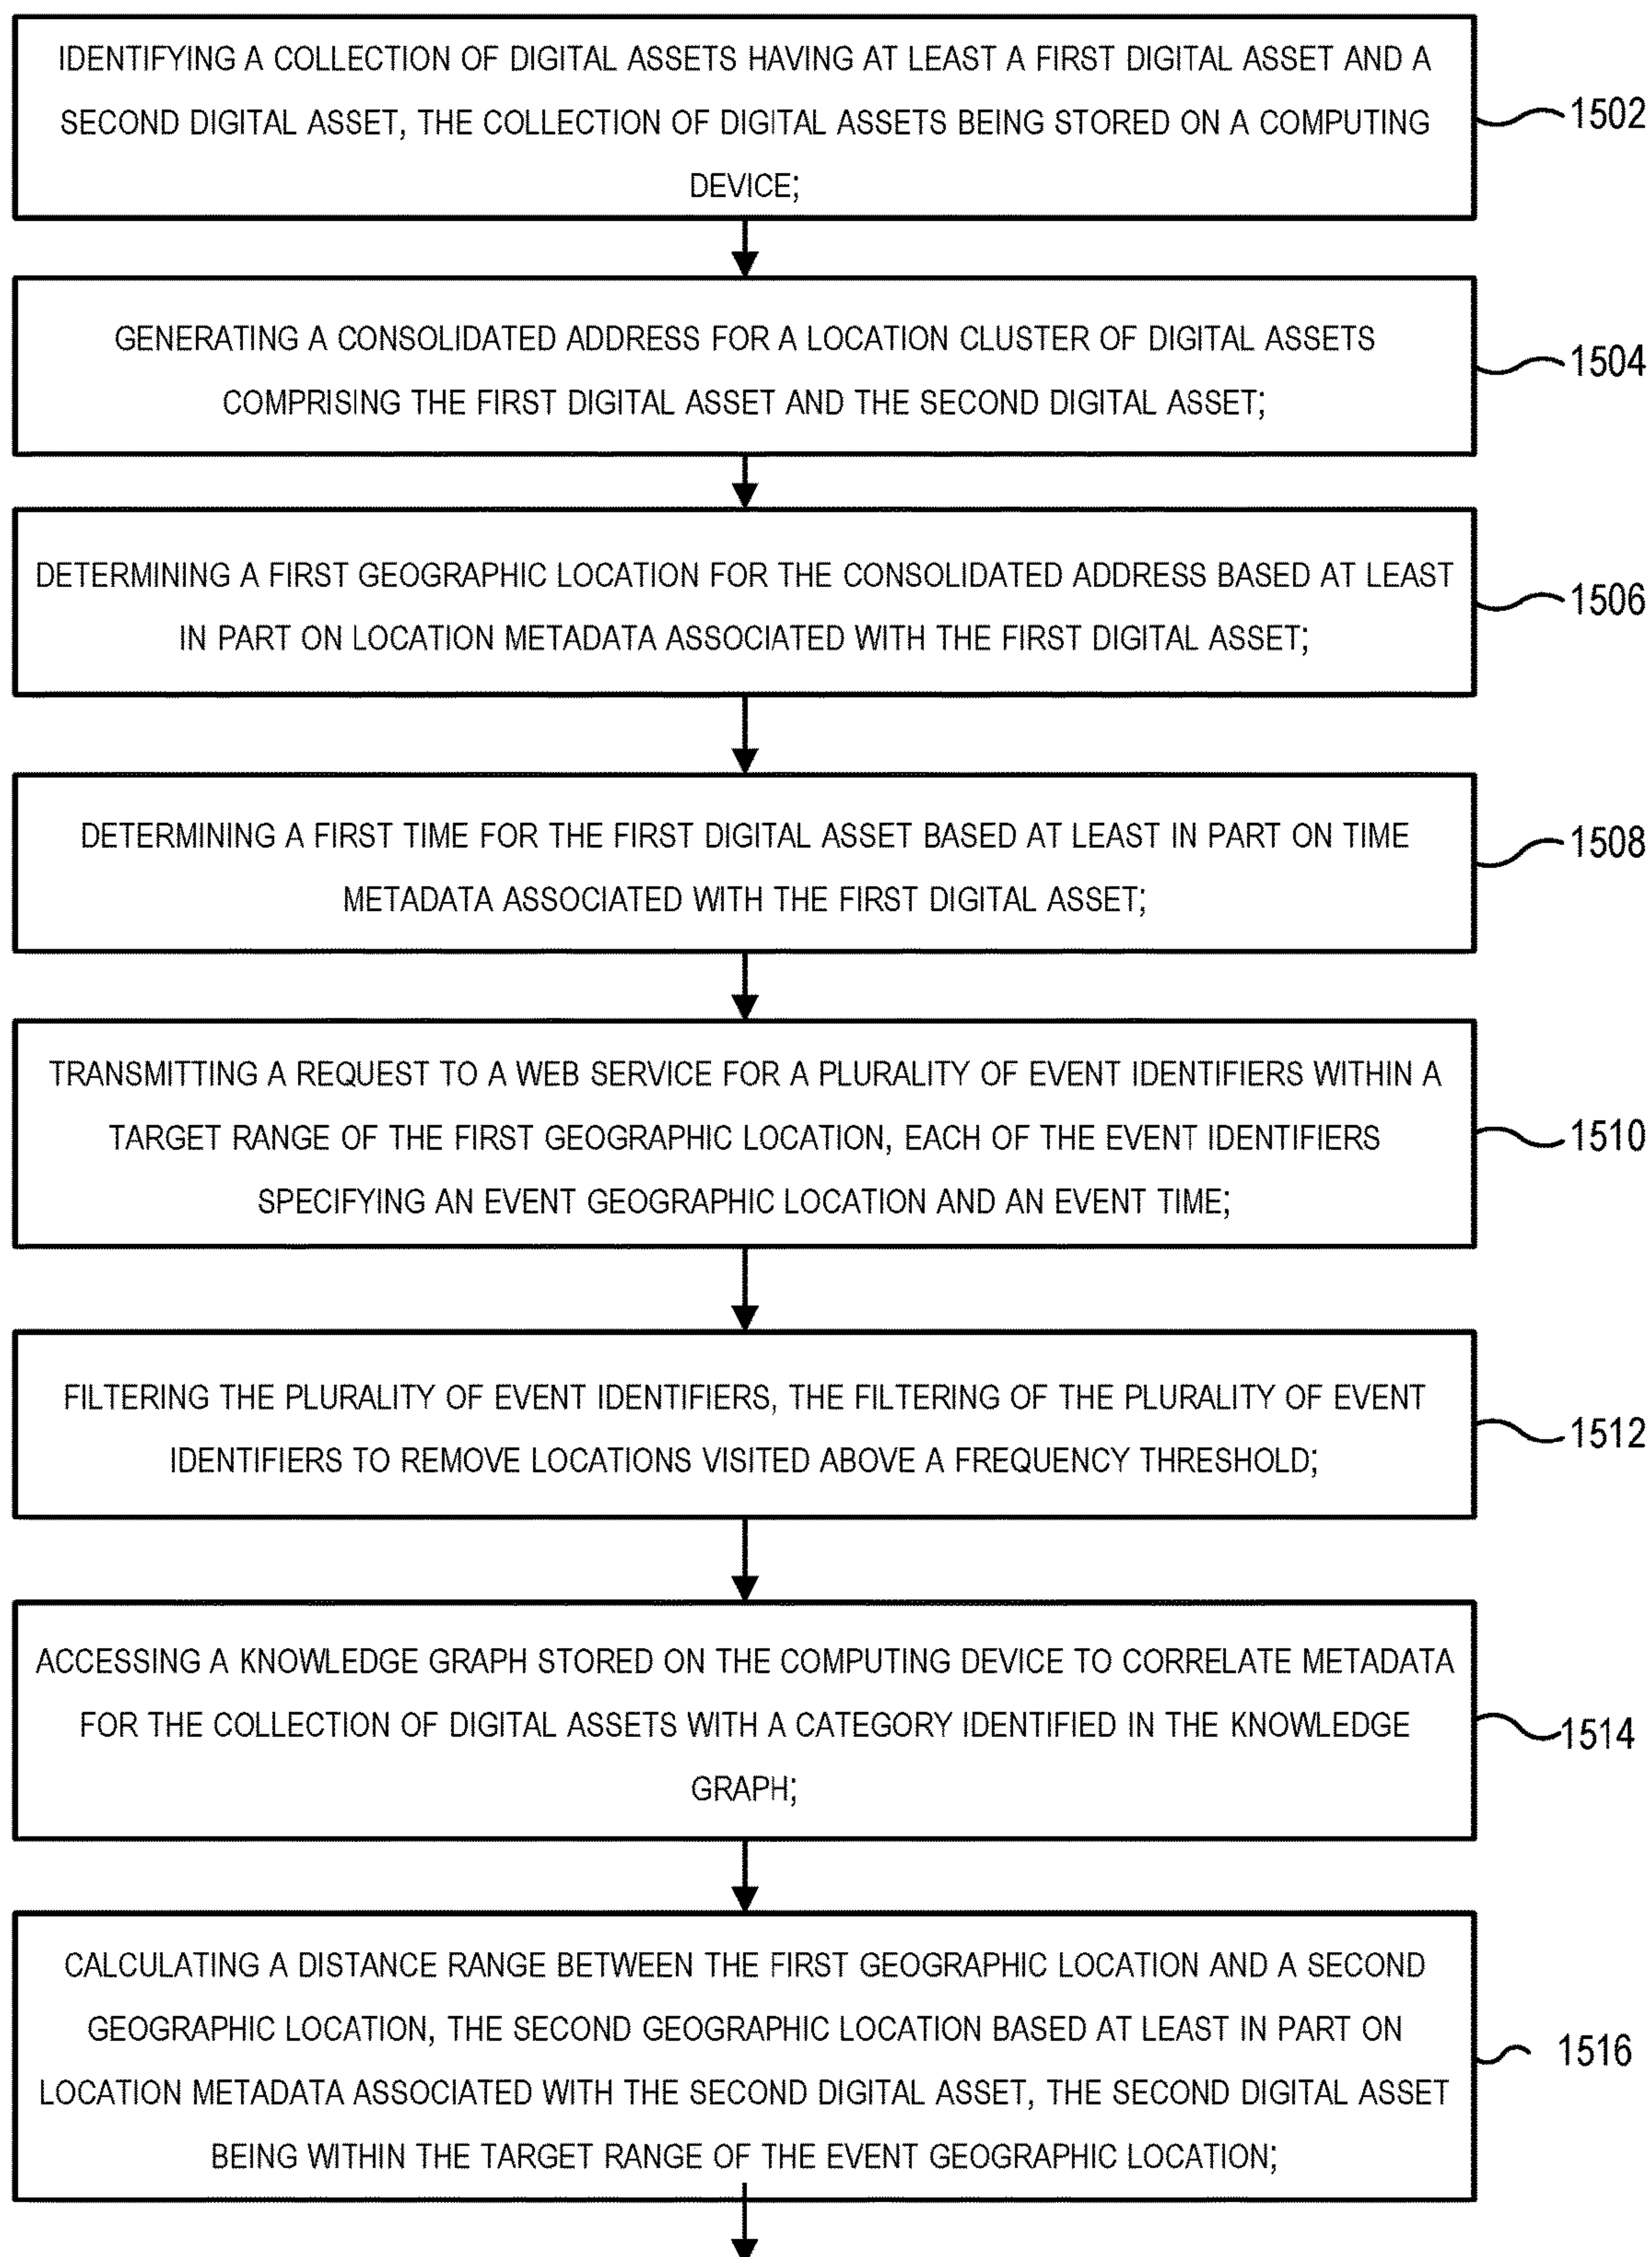 IDENTIFYING A COLLECTION OF DIGITAL ASSETS HAVING AT LEAST A FIRST DIGITAL ASSET AND A
SECOND DIGITAL ASSET, THE COLLECTION OF DIGITAL ASSETS BEING STORED ON A COMPUTING
DEVICE;
1502
GENERATING A CONSOLIDATED ADDRESS FOR A LOCATION CLUSTER OF DIGITAL ASSETS
COMPRISING THE FIRST DIGITAL ASSET AND THE SECOND DIGITAL ASSET;
1504
DETERMINING A FIRST GEOGRAPHIC LOCATION FOR THE CONSOLIDATED ADDRESS BASED AT LEAST
IN PART ON LOCATION METADATA ASSOCIATED WITH THE FIRST DIGITAL ASSET;
1506
DETERMINING A FIRST TIME FOR THE FIRST DIGITAL ASSET BASED AT LEAST IN PART ON TIME
METADATA ASSOCIATED WITH THE FIRST DIGITAL ASSET;
1508
TRANSMITTING A REQUEST TO A WEB SERVICE FOR A PLURALITY OF EVENT IDENTIFIERS WITHIN A
TARGET RANGE OF THE FIRST GEOGRAPHIC LOCATION, EACH OF THE EVENT IDENTIFIERS
SPECIFYING AN EVENT GEOGRAPHIC LOCATION AND AN EVENT TIME;
1510
FILTERING THE PLURALITY OF EVENT IDENTIFIERS, THE FILTERING OF THE PLURALITY OF EVENT
IDENTIFIERS TO REMOVE LOCATIONS VISITED ABOVE A FREQUENCY THRESHOLD;
1512
ACCESSING A KNOWLEDGE GRAPH STORED ON THE COMPUTING DEVICE TO CORRELATE METADATA
FOR THE COLLECTION OF DIGITAL ASSETS WITH A CATEGORY IDENTIFIED IN THE KNOWLEDGE
GRAPH;
1514
CALCULATING A DISTANCE RANGE BETWEEN THE FIRST GEOGRAPHIC LOCATION AND A SECOND
GEOGRAPHIC LOCATION, THE SECOND GEOGRAPHIC LOCATION BASED AT LEAST IN PART ON
LOCATION METADATA ASSOCIATED WITH THE SECOND DIGITAL ASSET, THE SECOND DIGITAL ASSET
BEING WITHIN THE TARGET RANGE OF THE EVENT GEOGRAPHIC LOCATION;
1516